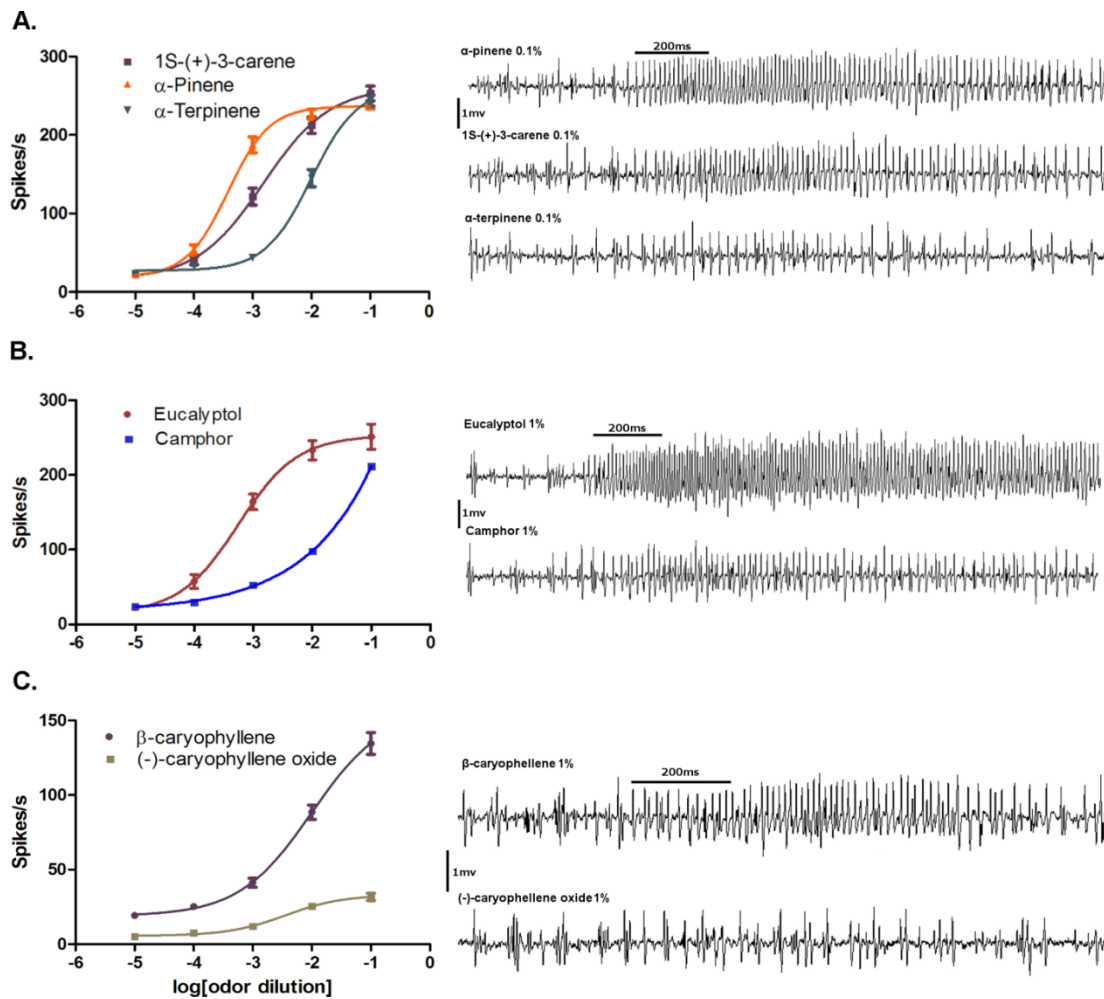 A.
300
200
100
0
Spikes/s
1S-(+)-3-carene
α-Pinene
α-Terpinene
-6 -5 -4 -3 -2 -1 0
α-pinene 0.1%
200ms
1mv
1S-(+)-3-carene 0.1%
α-terpinene 0.1%
B.
300
200
100
0
Spikes/s
Eucalyptol
Camphor
-6 -5 -4 -3 -2 -1 0
Eucalyptol 1%
200ms
1mv
Camphor 1%
C.
150
100
50
0
Spikes/s
β-caryophyllene
(-)-caryophyllene oxide
-6 -5 -4 -3 -2 -1 0
log[odor dilution]
β-caryophellene 1%
200ms
1mv
(-)-caryophellene oxide 1%